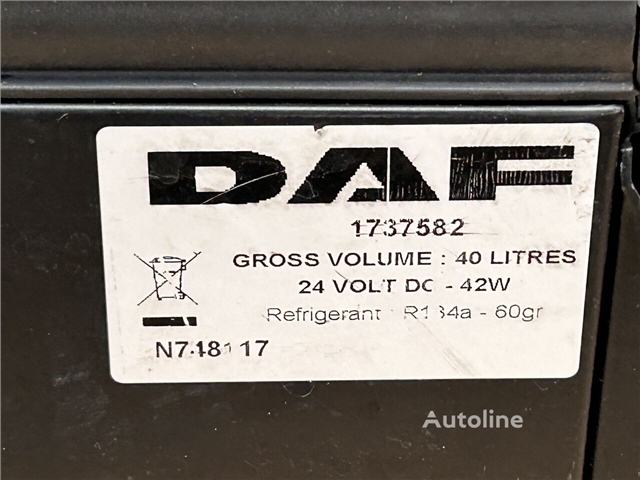 DAF
1737582
GROSS VOLUME : 40 LITRES
24 VOLT DC - 42W
Refrigerant : R134a - 60gr
N748117
Autoline